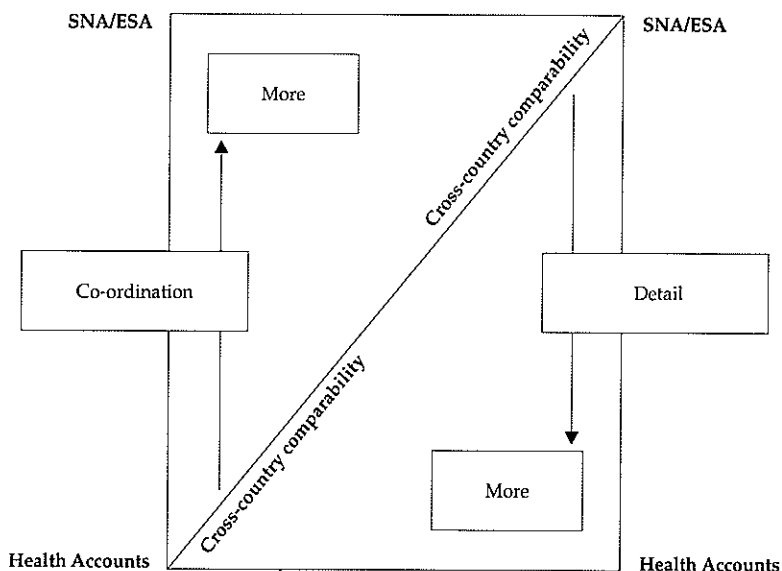 SNA/ESA
SNA/ESA
More
Cross-country comparability
Co-ordination
Detail
Cross-country comparability
More
Health Accounts
Health Accounts